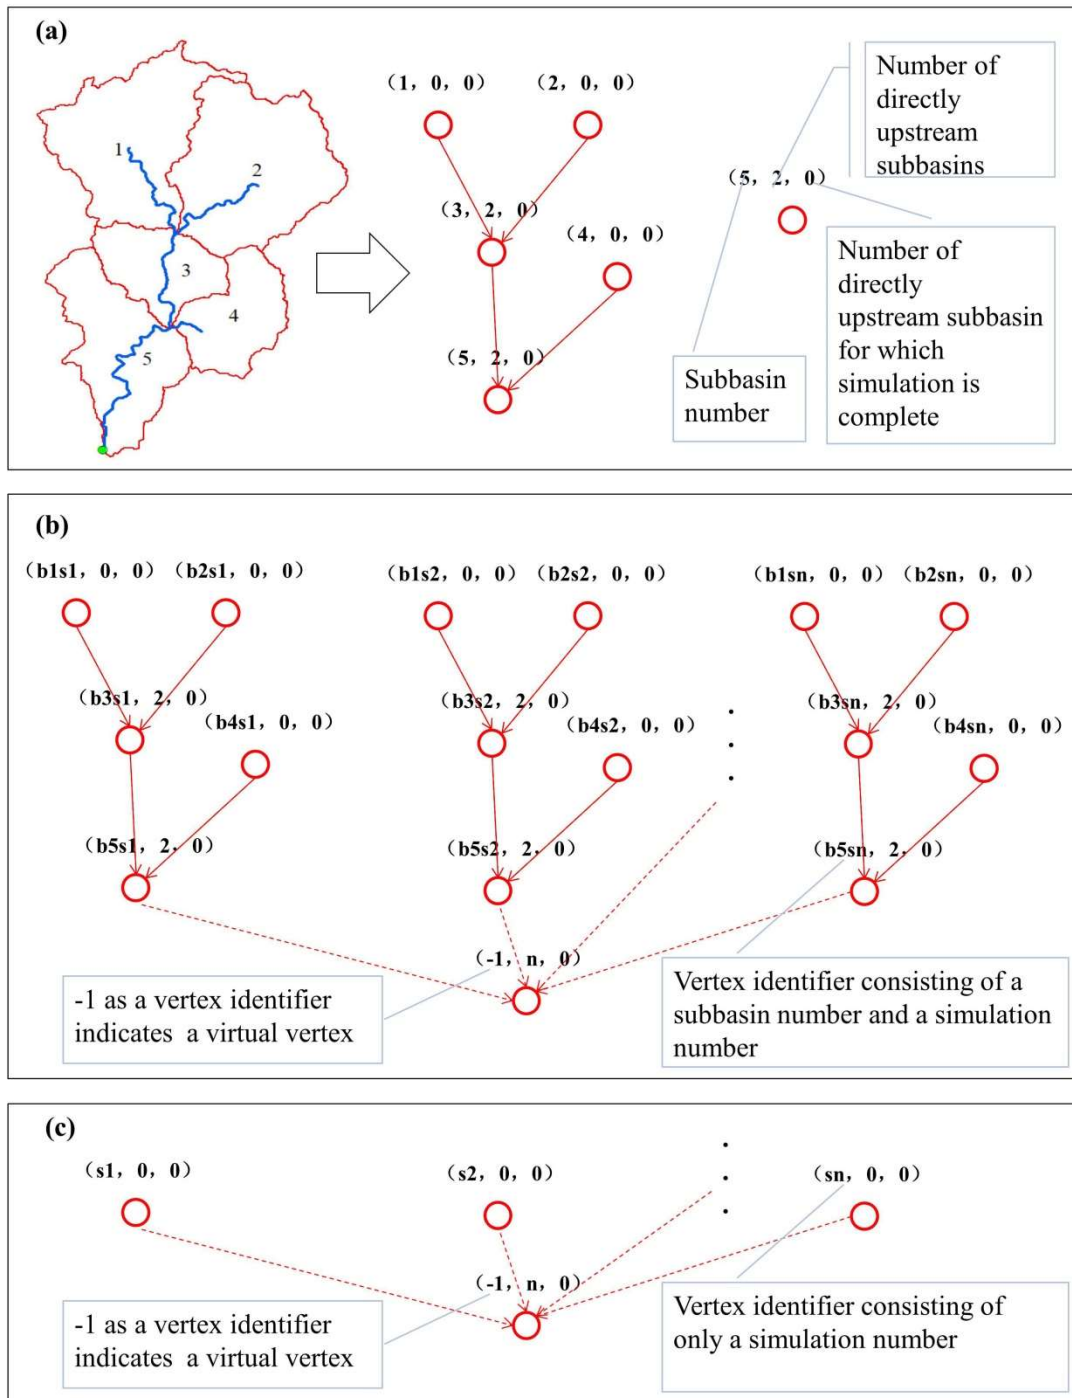 (a)
1
2
3
4
5
（1，0，0）
（2，0，0）
（3，2，0）
（4，0，0）
（5，2，0）
（5，2，0）
Number of
directly
upstream
subbasins
Subbasin
number
Number of
directly
upstream subbasin
for which
simulation is
complete
(b)
（b1s1，0，0）
（b2s1，0，0）
（b1s2，0，0）
（b2s2，0，0）
（b1sn，0，0）
（b2sn，0，0）
（b3s1，2，0）
（b4s1，0，0）
（b3s2，2，0）
（b4s2，0，0）
（b3sn，2，0）
（b4sn，0，0）
（b5s1，2，0）
（b5s2，2，0）
（b5sn，2，0）
（-1，n，0）
-1 as a vertex identifier
indicates a virtual vertex
Vertex identifier consisting of a
subbasin number and a simulation
number
(c)
（s1，0，0）
（s2，0，0）
（sn，0，0）
（-1，n，0）
-1 as a vertex identifier
indicates a virtual vertex
Vertex identifier consisting of
only a simulation number